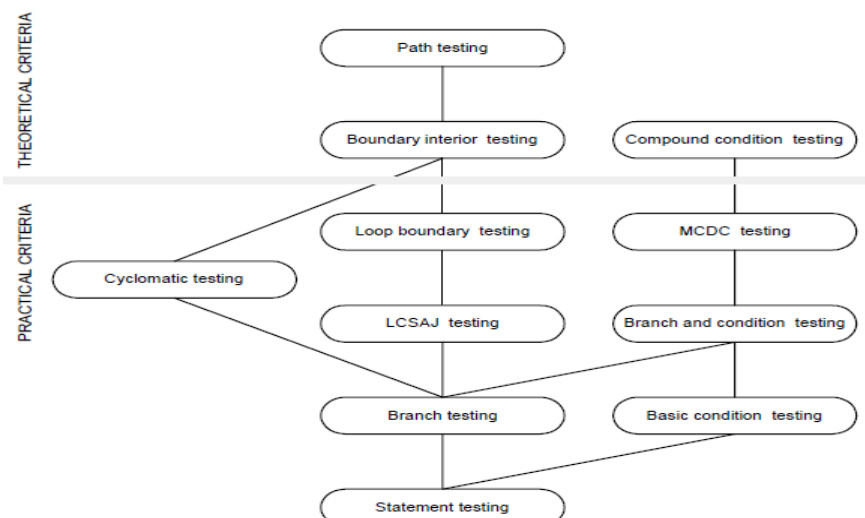 THEORETICAL CRITERIA
Path testing
Boundary interior testing
Compound condition testing
PRACTICAL CRITERIA
Loop boundary testing
MCDC testing
Cyclomatic testing
LCSAJ testing
Branch and condition testing
Branch testing
Basic condition testing
Statement testing